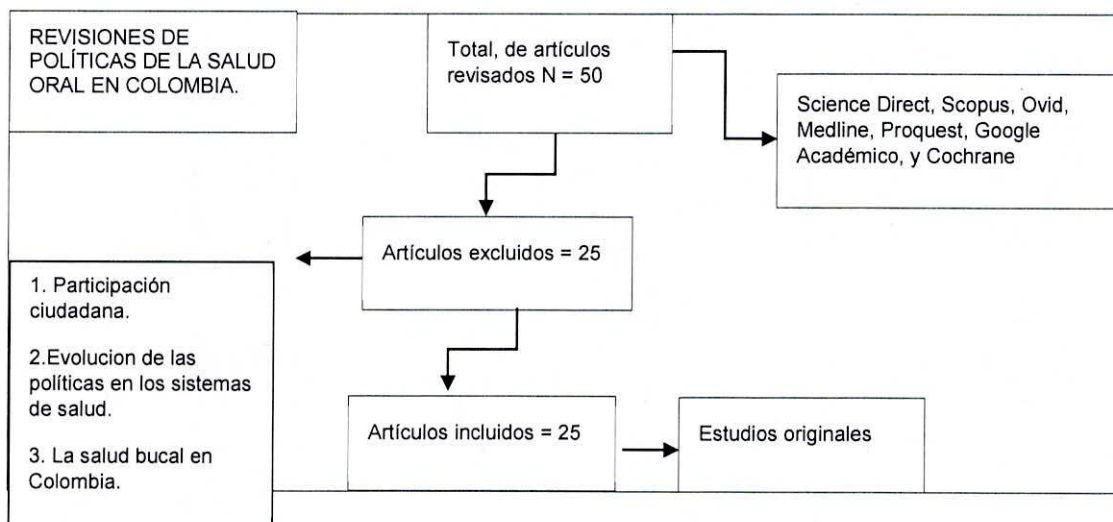 REVISIONES DE
POLÍTICAS DE LA SALUD
ORAL EN COLOMBIA.
Total, de artículos
revisados N = 50
Science Direct, Scopus, Ovid,
Medline, Proquest, Google
Académico, y Cochrane
Artículos excluidos = 25
1. Participación
ciudadana.
2.Evolucion de las
políticas en los sistemas
de salud.
3. La salud bucal en
Colombia.
Artículos incluidos = 25
Estudios originales